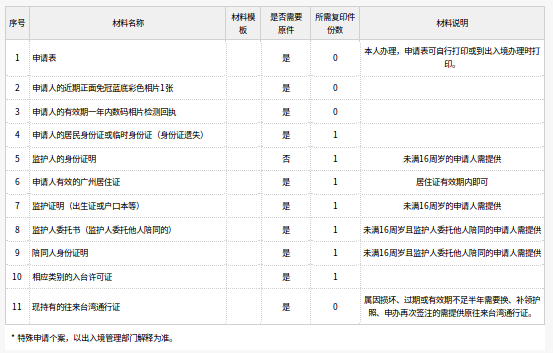 序号 材料名称 材料模板 是否需要原件 所需复印件份数 材料说明
1 申请表 是 0 本人办理，申请表可自行打印或到出入境办理时打印。
2 申请人的近期正面免冠蓝底彩色相片1张 是 0
3 申请人的有效期一年内数码相片检测回执 是 0
4 申请人的居民身份证或临时身份证（身份证遗失） 是 1
5 监护人的身份证明 否 1 未满16周岁的申请人需提供
6 申请人有效的广州居住证 是 1 居住证有效期内即可
7 监护证明（出生证或户口本等） 是 1 未满16周岁的申请人需提供
8 监护人委托书（监护人委托他人陪同的） 是 1 未满16周岁且监护人委托他人陪同的申请人需提供
9 陪同人身份证明 是 1 未满16周岁且监护人委托他人陪同的申请人需提供
10 相应类别的入台许可证 是 1
11 现持有的往来台湾通行证 是 0 属因损坏、过期或有效期不足半年需要换、补领护照、申办再次签注的需提供原往来台湾通行证。
* 特殊申请个案，以出入境管理部门解释为准。